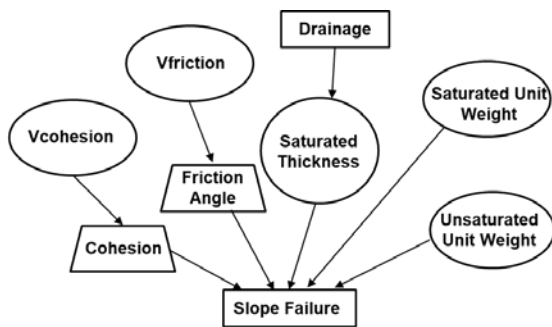 Drainage
Vfriction
Saturated Unit
Weight
Vcohesion
Saturated
Thickness
Friction
Angle
Unsaturated
Unit Weight
Cohesion
Slope Failure